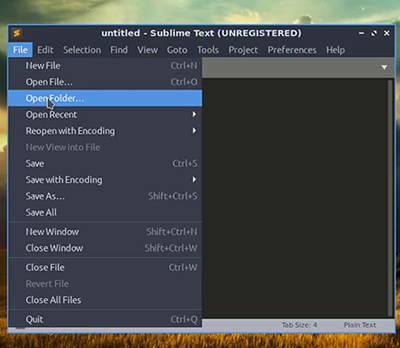 untitled - Sublime Text (UNREGISTERED)
File Edit Selection Find View Goto Tools Project Preferences Help
New File Ctrl+N
Open File... Ctrl+O
Open Folder...
Open Recent
Reopen with Encoding
New View into File
Save Ctrl+S
Save with Encoding
Save As... Shift+Ctrl+S
Save All
New Window Shift+Ctrl+N
Close Window Shift+Ctrl+W
Close File Ctrl+W
Revert File
Close All Files
Quit Ctrl+Q
Tab Size: 4 Plain Text